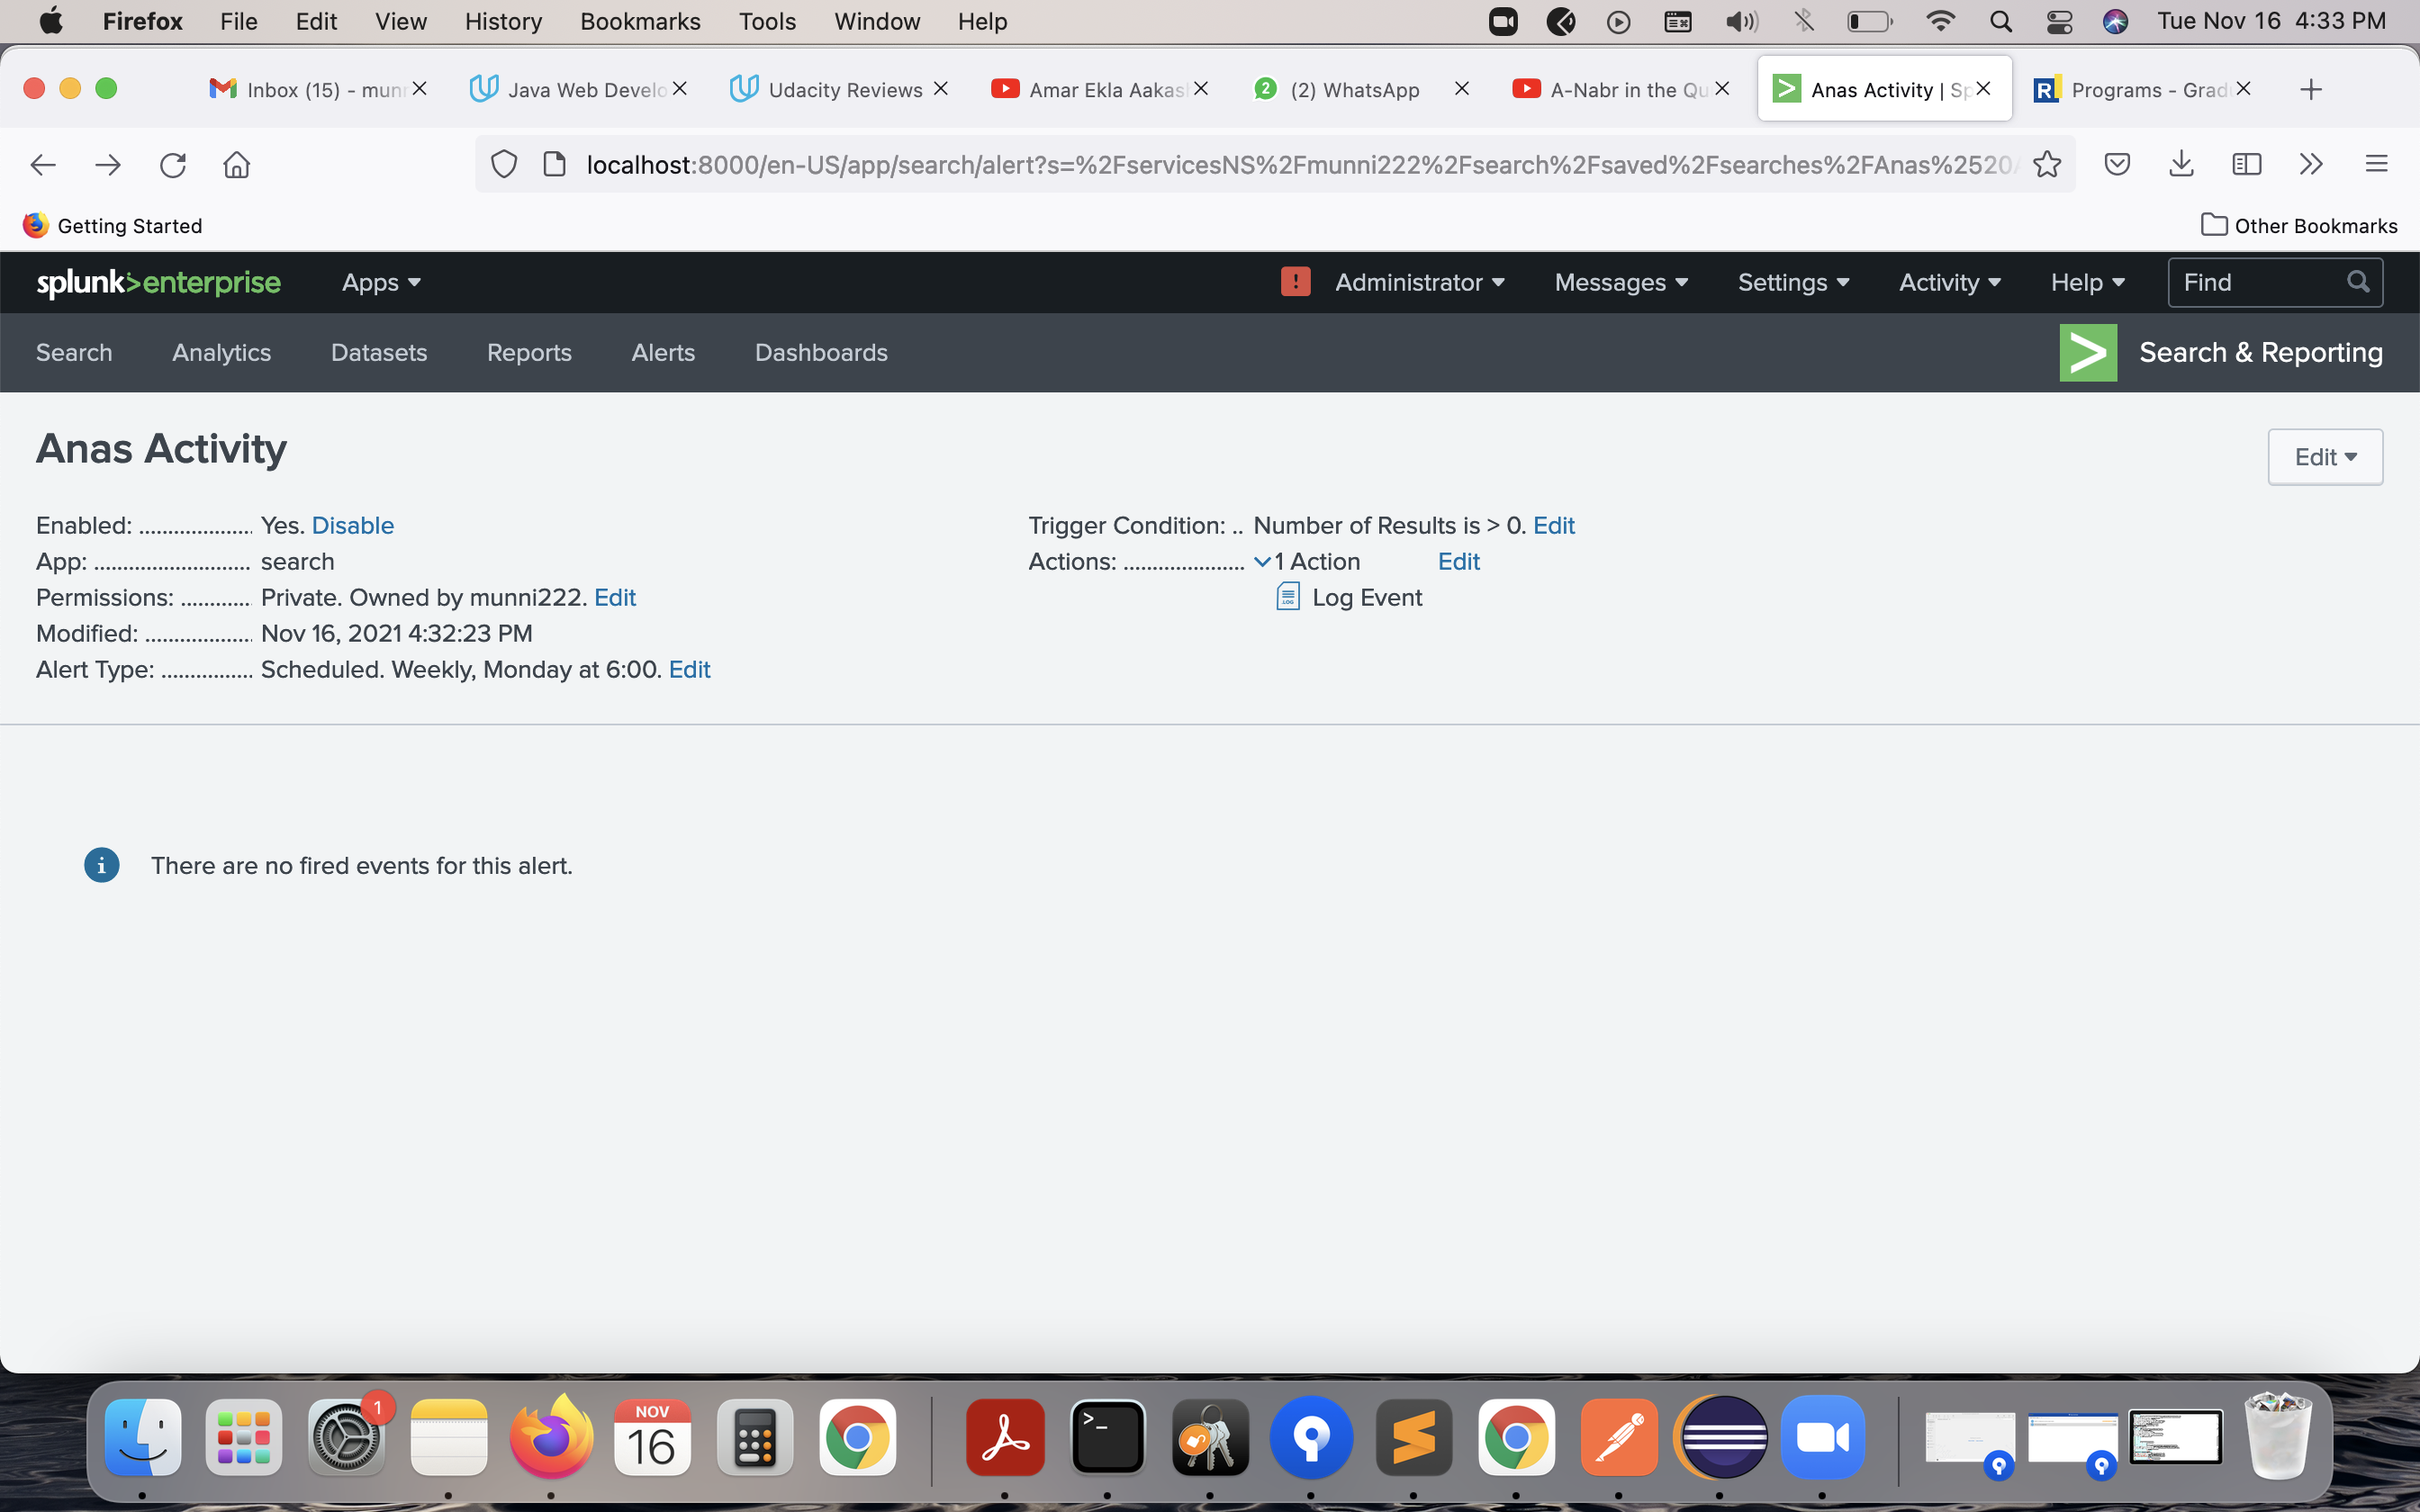 Firefox File Edit View History Bookmarks Tools Window Help Tue Nov 16 4:33 PM
Inbox (15) - mun Java Web Develo Udacity Reviews Amar Ekla Aakas 2 (2) WhatsApp A-Nabr in the Qu Anas Activity | Sp R Programs - Grad
localhost:8000/en-US/app/search/alert?s=%2FservicesNS%2Fmunni222%2Fsearch%2Fsaved%2Fsearches%2FAnas%2520
Getting Started Other Bookmarks
splunk>enterprise Apps ! Administrator Messages Settings Activity Help Find
Search Analytics Datasets Reports Alerts Dashboards > Search & Reporting
Anas Activity Edit
Enabled: ................... Yes. Disable Trigger Condition: .. Number of Results is > 0. Edit
App: .......................... search Actions: .................... 1 Action Edit
Permissions: ............ Private. Owned by munni222. Edit LOG Log Event
Modified: .................. Nov 16, 2021 4:32:23 PM
Alert Type: ............... Scheduled. Weekly, Monday at 6:00. Edit
i There are no fired events for this alert.
1 NOV
16 >_